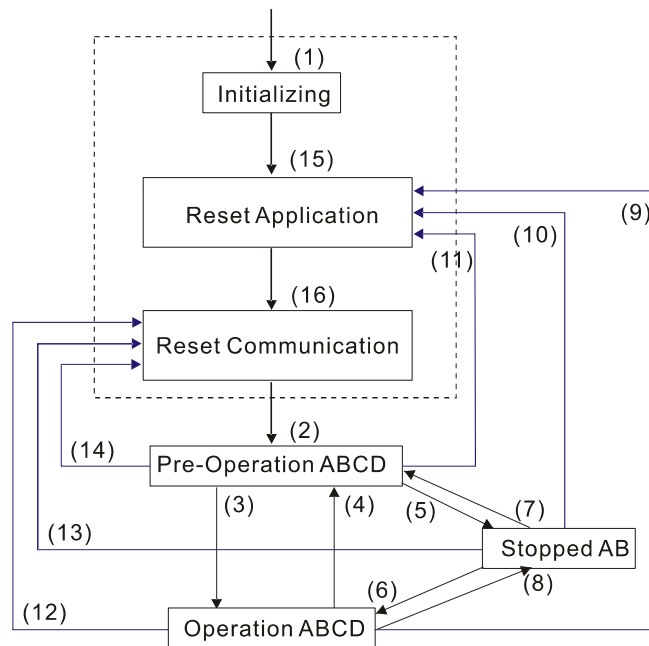 (1)
Initializing
(15)
Reset Application
(9)
(10)
(11)
(16)
Reset Communication
(2)
(14)
Pre-Operation ABCD
(3)
(4)
(5)
(7)
(13)
Stopped AB
(6)
(8)
(12)
Operation ABCD